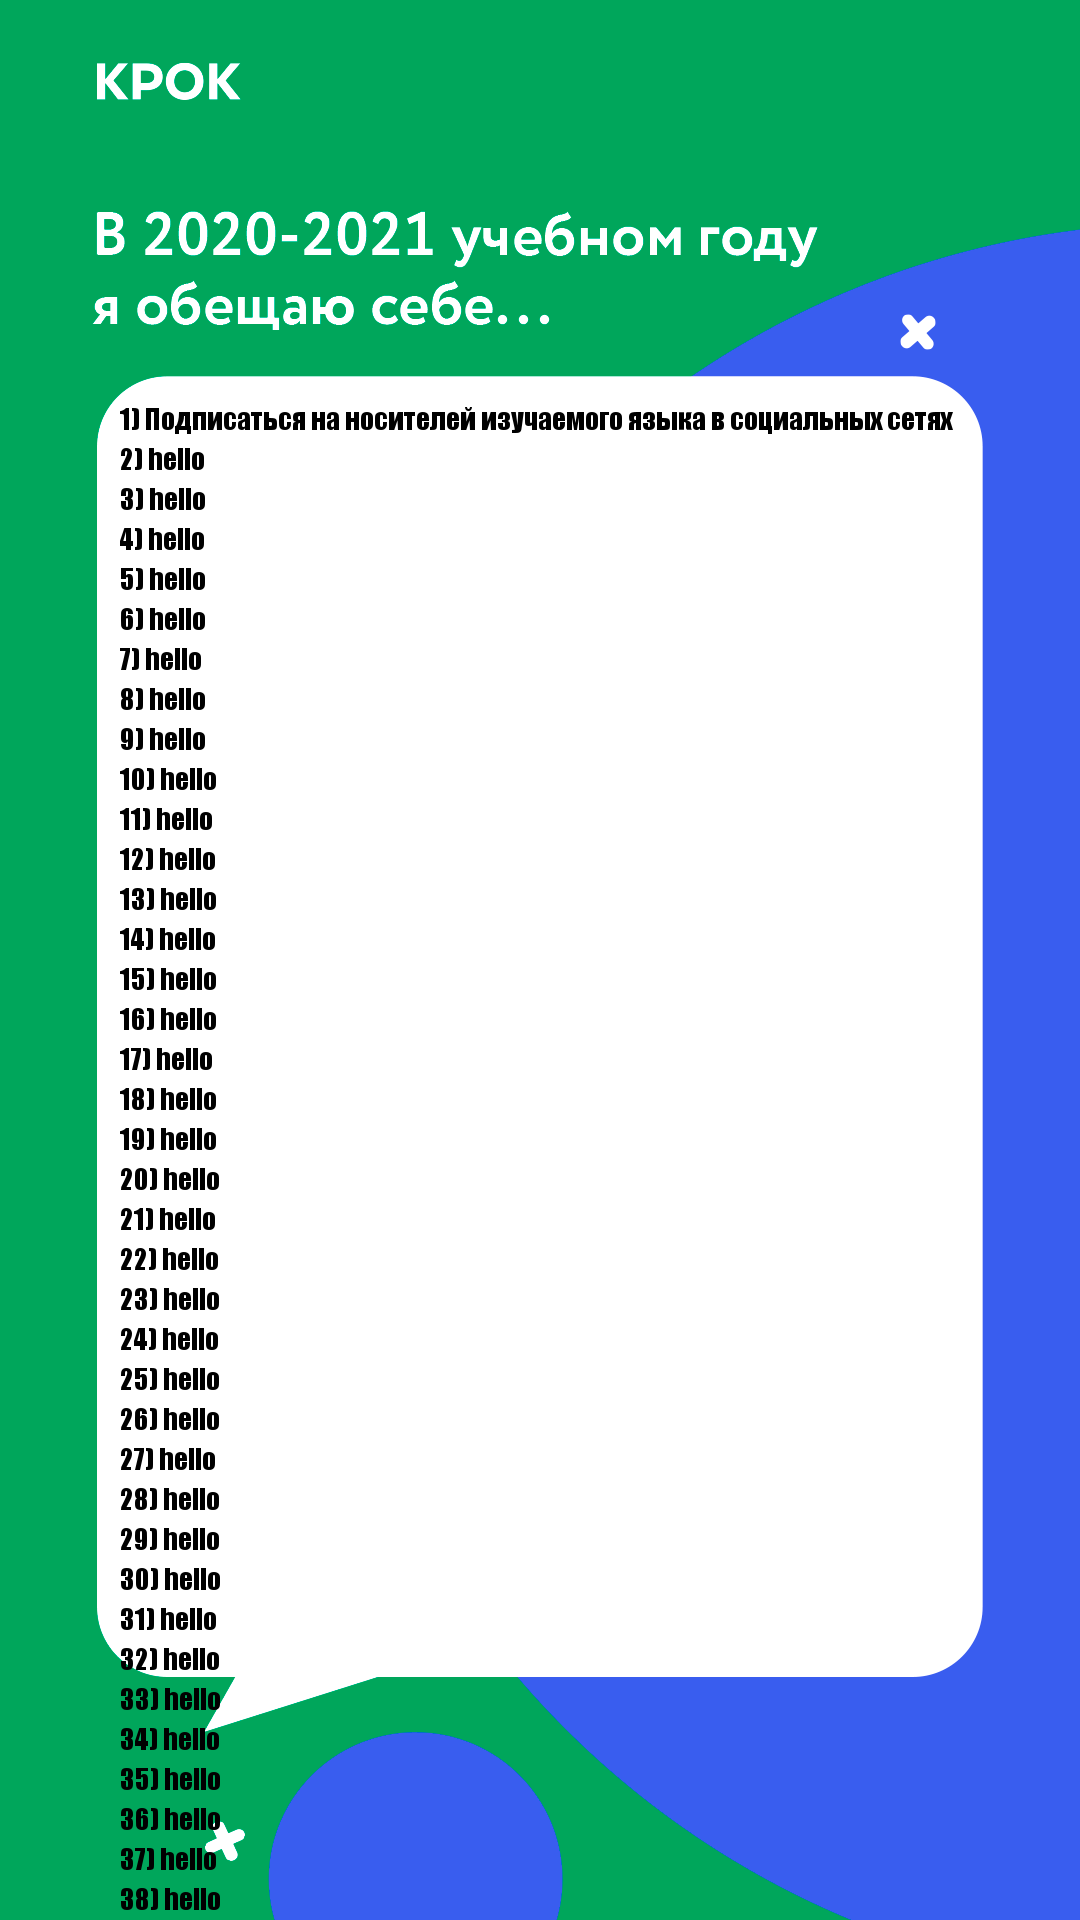 КРОК
В 2020-2021 учебном году
я обещаю себе...
1) Подписаться на носителей изучаемого языка в социальных сетях
2) hello
3) hello
4) hello
5) hello
6) hello
7) hello
8) hello
9) hello
10) hello
11) hello
12) hello
13) hello
14) hello
15) hello
16) hello
17) hello
18) hello
19) hello
20) hello
21) hello
22) hello
23) hello
24) hello
25) hello
26) hello
27) hello
28) hello
29) hello
30) hello
31) hello
32) hello
33) hello
34) hello
35) hello
36) hello
37) hello
38) hello